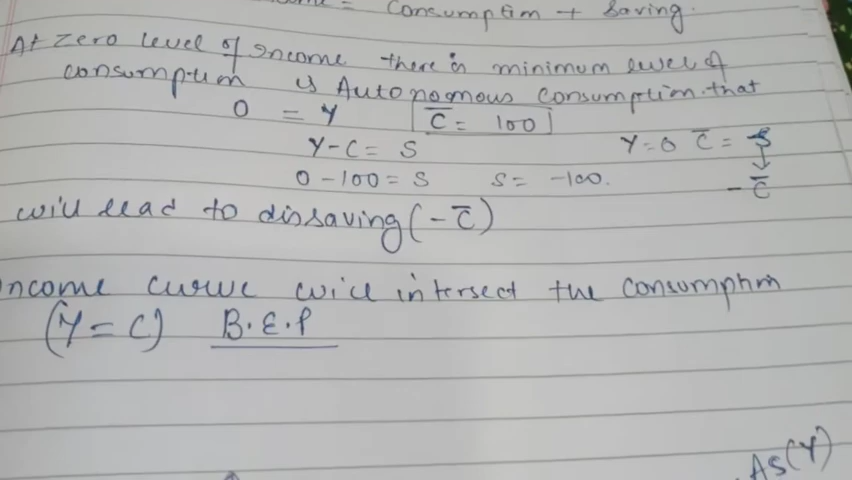 = Consumption + Saving.
At zero level of Income there is minimum level of
consumption is Autonomous consumption. that
0 = Y C̅ = 100
Y-C = S Y=0 C̅ = -S
0-100 = S S = -100. -C̅
will lead to dissaving (-C̅)
ncome curve will intersect the consumption
(Y = C) B.E.P
AS(Y)